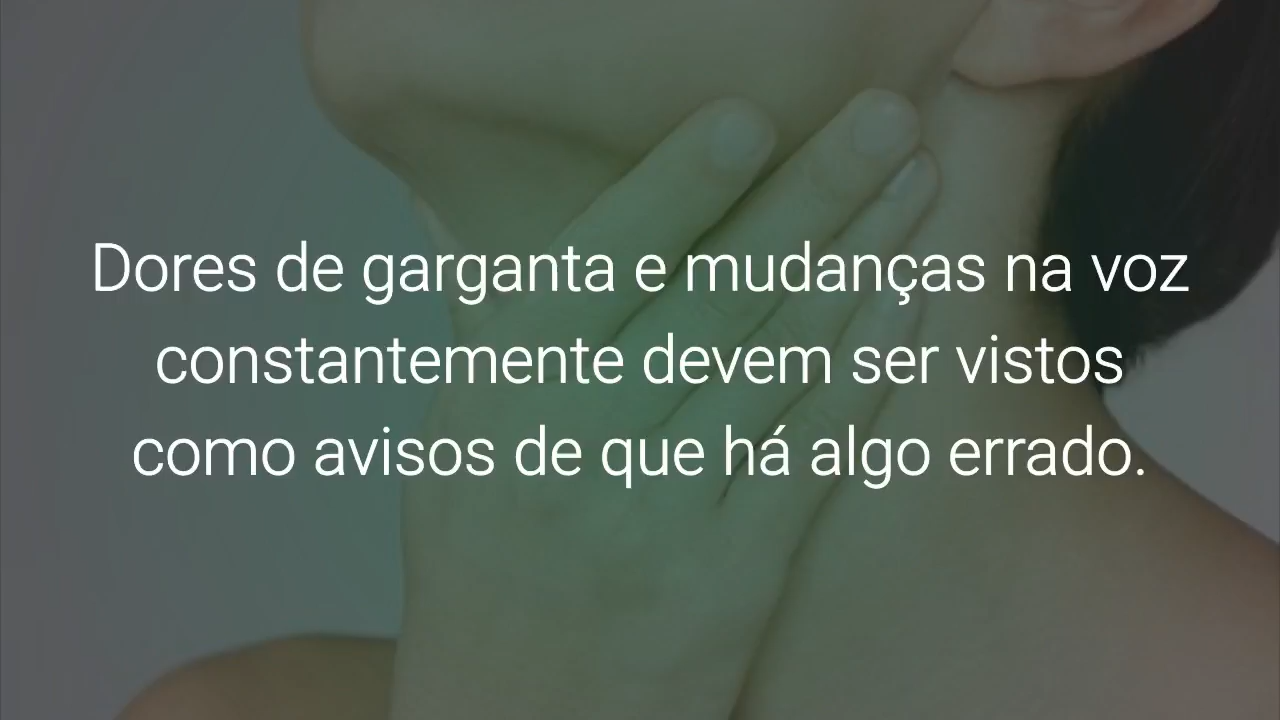 Dores de garganta e mudanças na voz
constantemente devem ser vistos
como avisos de que há algo errado.